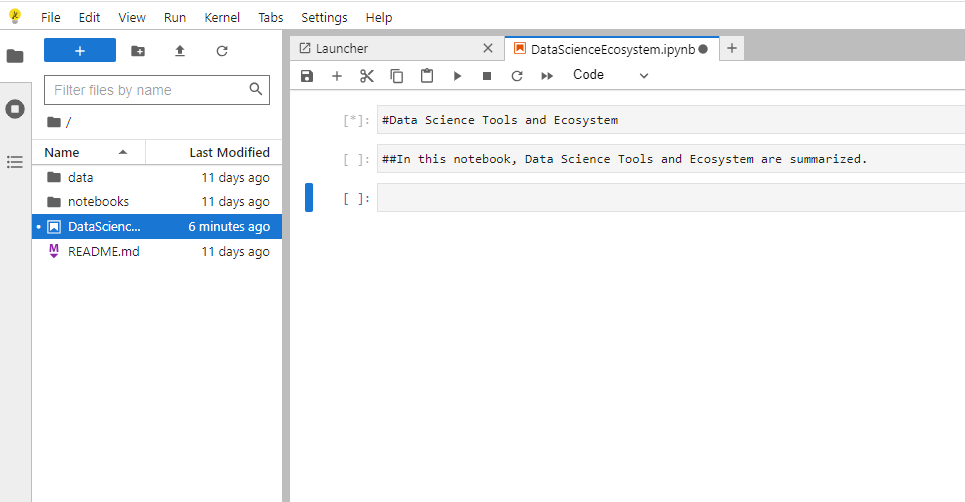 File Edit View Run Kernel Tabs Settings Help
+
Filter files by name
/
Name Last Modified
data 11 days ago
notebooks 11 days ago
DataScienc... 6 minutes ago
M README.md 11 days ago
Launcher
DataScienceEcosystem.ipynb
Code
[*]: #Data Science Tools and Ecosystem
[ ]: ##In this notebook, Data Science Tools and Ecosystem are summarized.
[ ]: